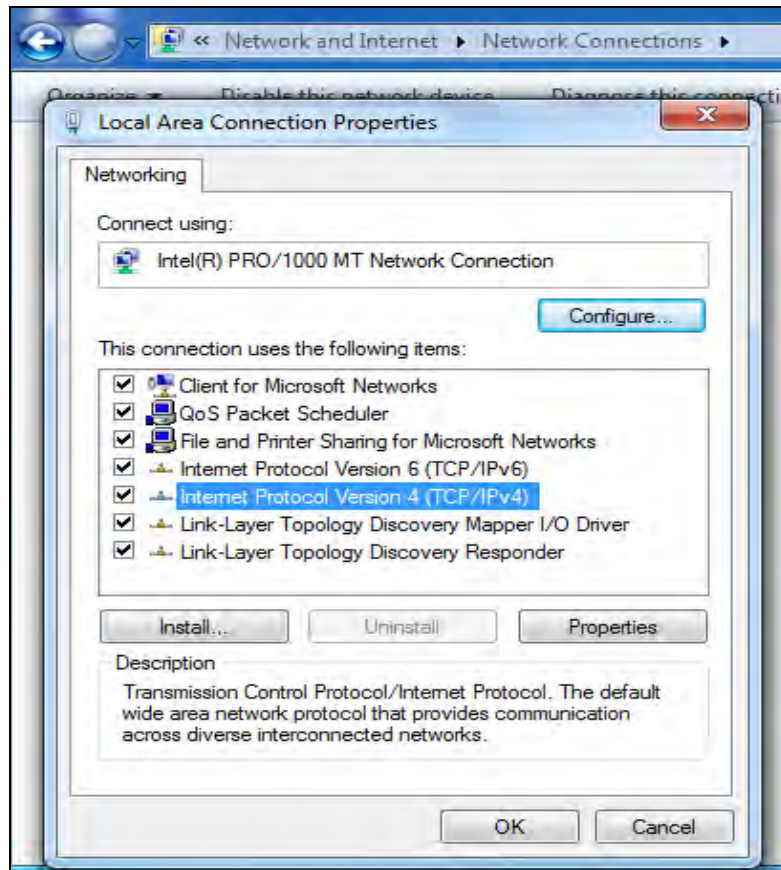 « Network and Internet ▸ Network Connections ▸
Organize Disable this network device Diagnose this connecti
Local Area Connection Properties
Networking
Connect using:
Intel(R) PRO/1000 MT Network Connection
Configure...
This connection uses the following items:
Client for Microsoft Networks
QoS Packet Scheduler
File and Printer Sharing for Microsoft Networks
Internet Protocol Version 6 (TCP/IPv6)
Internet Protocol Version 4 (TCP/IPv4)
Link-Layer Topology Discovery Mapper I/O Driver
Link-Layer Topology Discovery Responder
Install... Uninstall Properties
Description
Transmission Control Protocol/Internet Protocol. The default
wide area network protocol that provides communication
across diverse interconnected networks.
OK Cancel